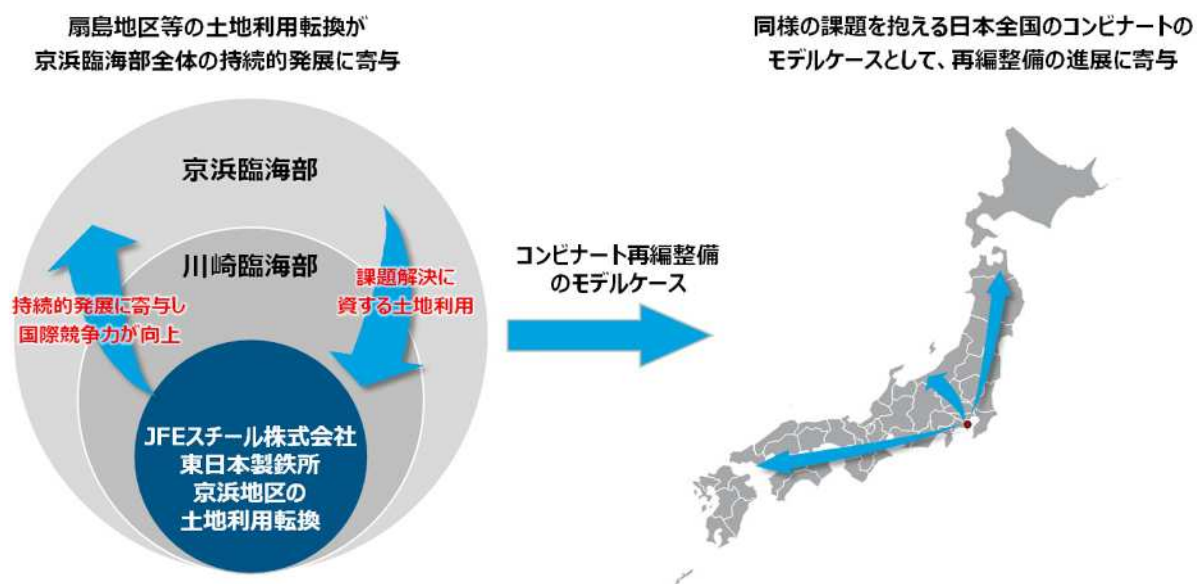 扇島地区等の土地利用転換が
京浜臨海部全体の持続的発展に寄与
同様の課題を抱える日本全国のコンビナートの
モデルケースとして、再編整備の進展に寄与
京浜臨海部
川崎臨海部
課題解決に
資する土地利用
持続的発展に寄与し
国際競争力が向上
JFEスチール株式会社
東日本製鉄所
京浜地区の
土地利用転換
コンビナート再編整備
のモデルケース